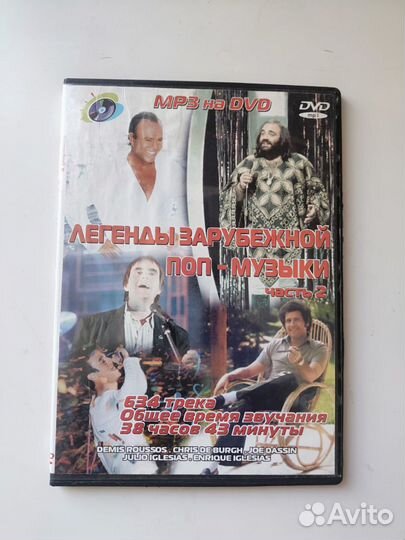 MP3 на DVD
DVD
mp3
ЛЕГЕНДЫ ЗАРУБЕЖНОЙ
ПОП - МУЗЫКИ
часть 2
634 трека
Общее время звучания
38 часов 43 минуты
DEMIS ROUSSOS . CHRIS DE BURGH . JOE DASSIN
JULIO IGLESIAS . ENRIQUE IGLESIAS
Avito